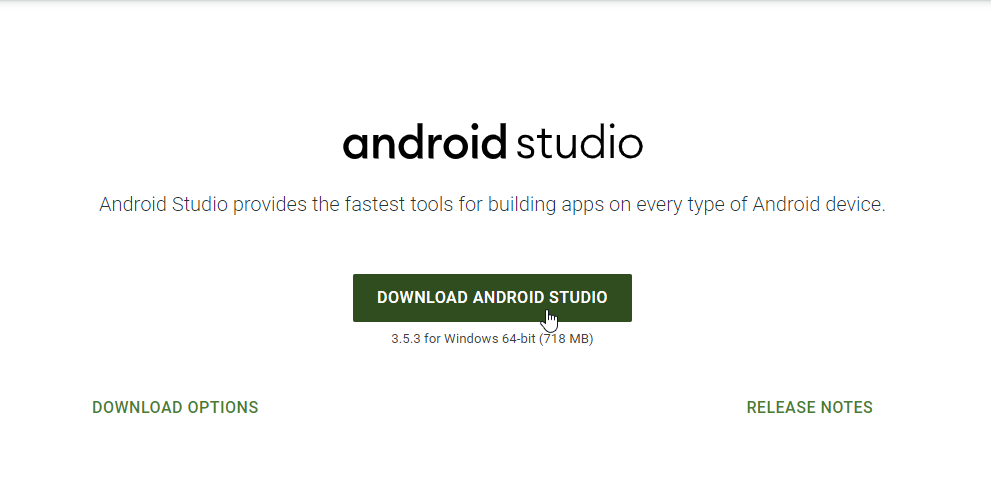 android studio
Android Studio provides the fastest tools for building apps on every type of Android device.
DOWNLOAD ANDROID STUDIO
3.5.3 for Windows 64-bit (718 MB)
DOWNLOAD OPTIONS
RELEASE NOTES